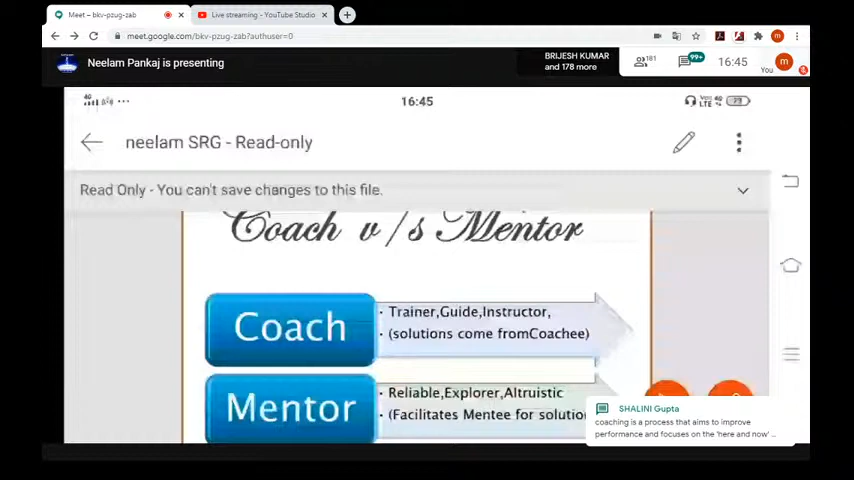 Meet – bkv-pzug-zab
Live streaming - YouTube Studio
meet.google.com/bkv-pzug-zab?authuser=0
Neelam Pankaj is presenting
BRIJESH KUMAR
and 178 more
181
99+
16:45
You
m
4G
16:45
LTE
neelam SRG - Read-only
Read Only - You can't save changes to this file.
Coach v/s Mentor
Coach
· Trainer,Guide,Instructor,
· (solutions come fromCoachee)
Mentor
· Reliable,Explorer,Altruistic
· (Facilitates Mentee for solutio
SHALINI Gupta
coaching is a process that aims to improve
performance and focuses on the 'here and now' ...